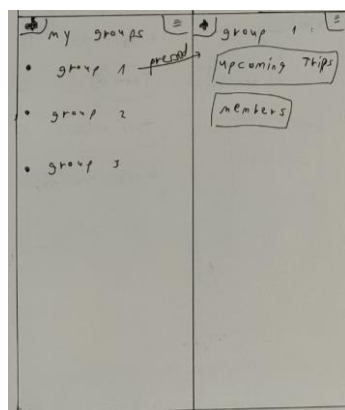 my groups
group 1
pressed
group 2
group 3
group 1:
upcoming Trips
members